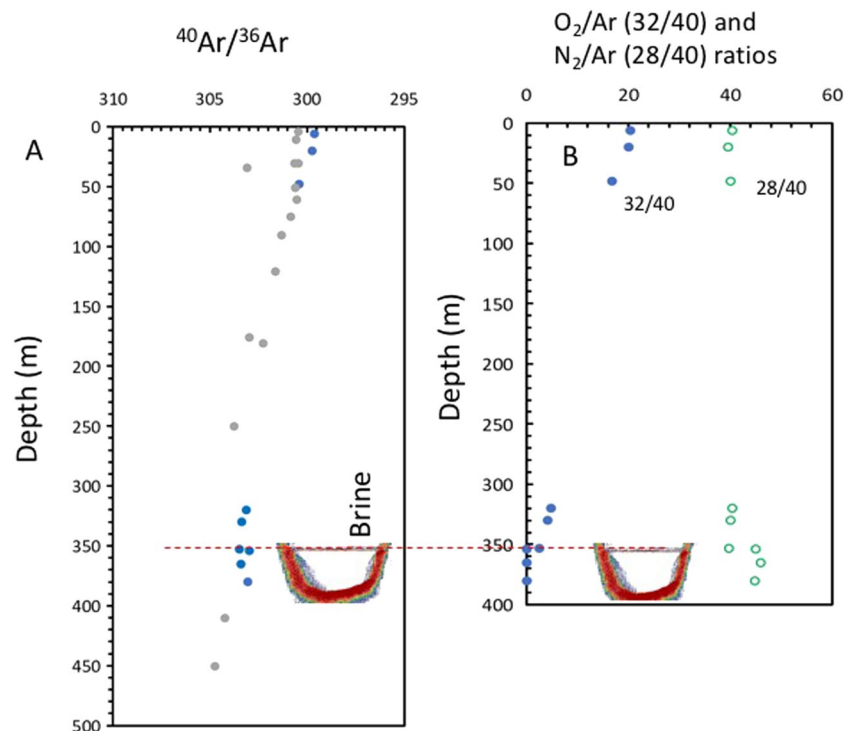 ⁴⁰Ar/³⁶Ar
310 305 300 295
A
0
50
100
150
200
250
300
350
400
450
500
Depth (m)
Brine
O₂/Ar (32/40) and
N₂/Ar (28/40) ratios
0 20 40 60
B
32/40
28/40
0
50
100
150
200
250
300
350
400
Depth (m)